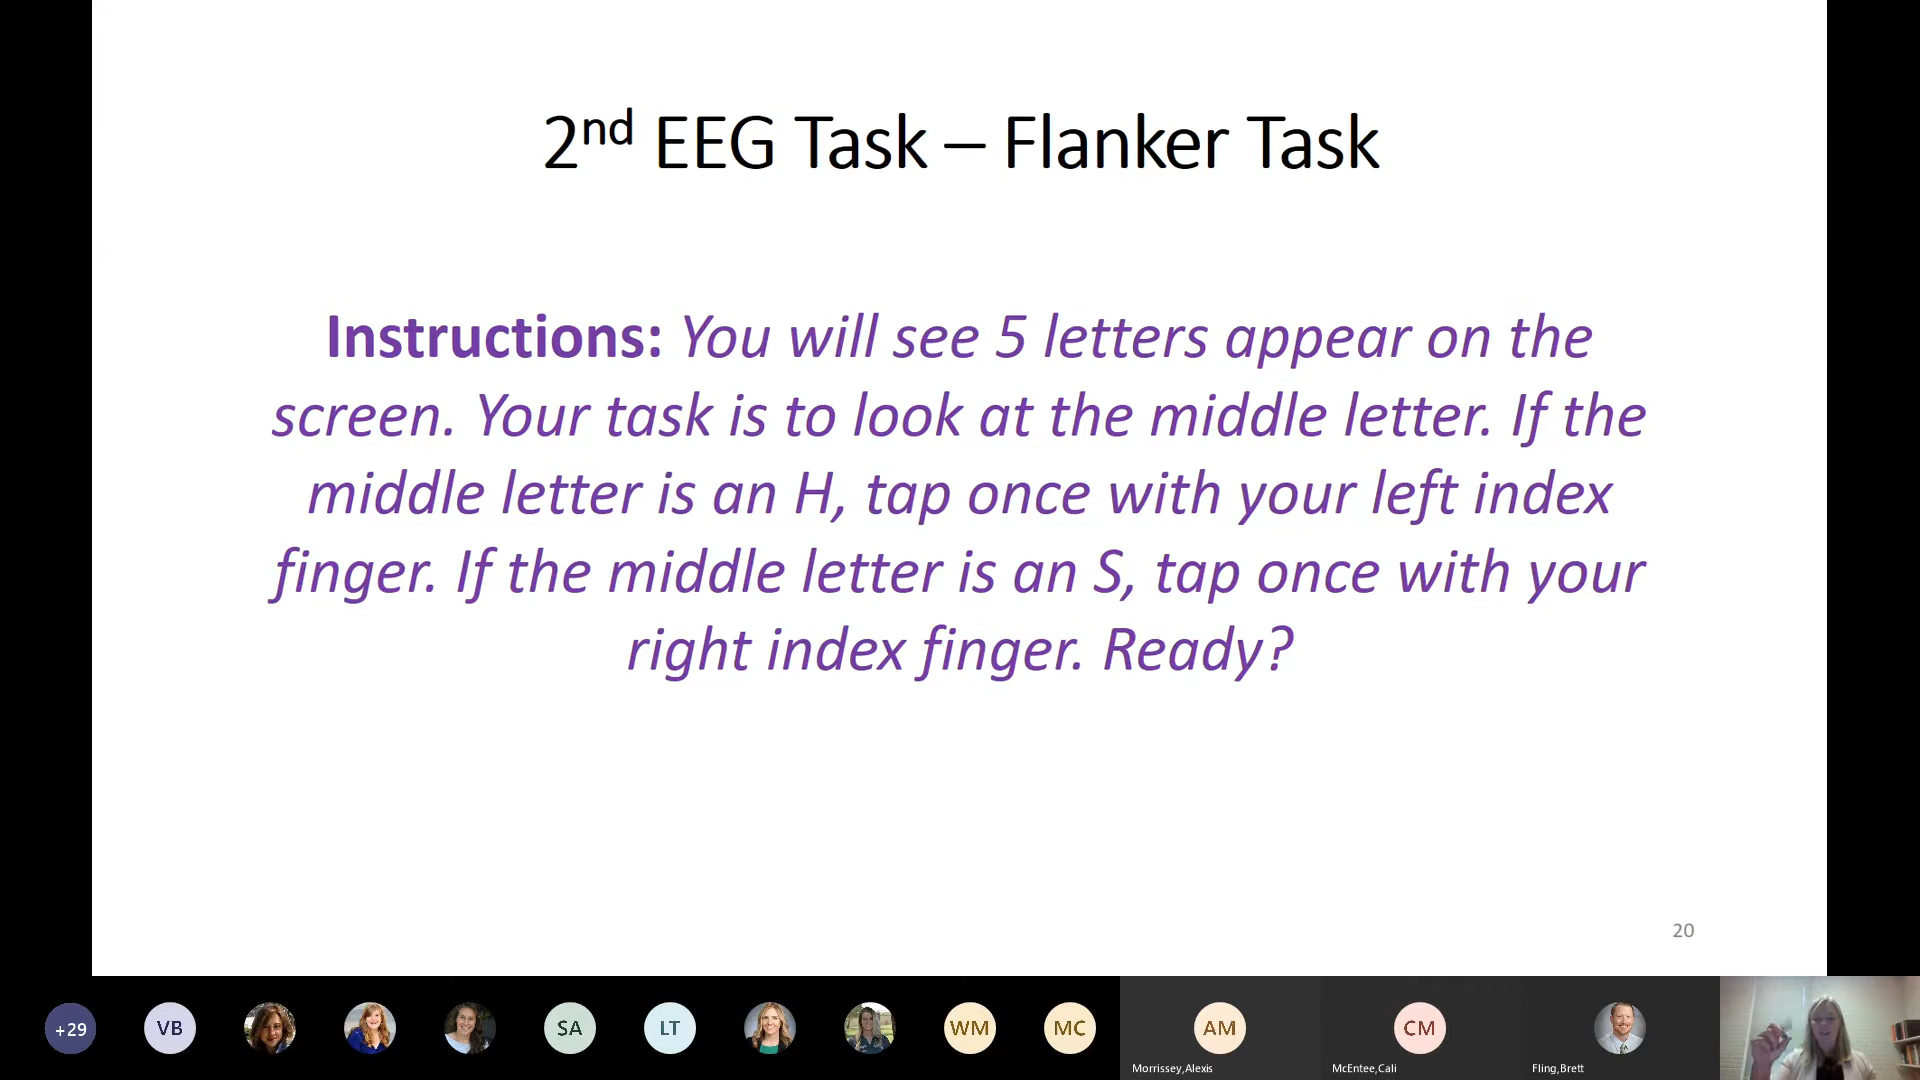 2nd EEG Task – Flanker Task
Instructions: You will see 5 letters appear on the
screen. Your task is to look at the middle letter. If the
middle letter is an H, tap once with your left index
finger. If the middle letter is an S, tap once with your
right index finger. Ready?
20
+29
VB
SA
LT
WM
MC
AM
CM
Morrissey,Alexis
McEntee,Cali
Fling,Brett